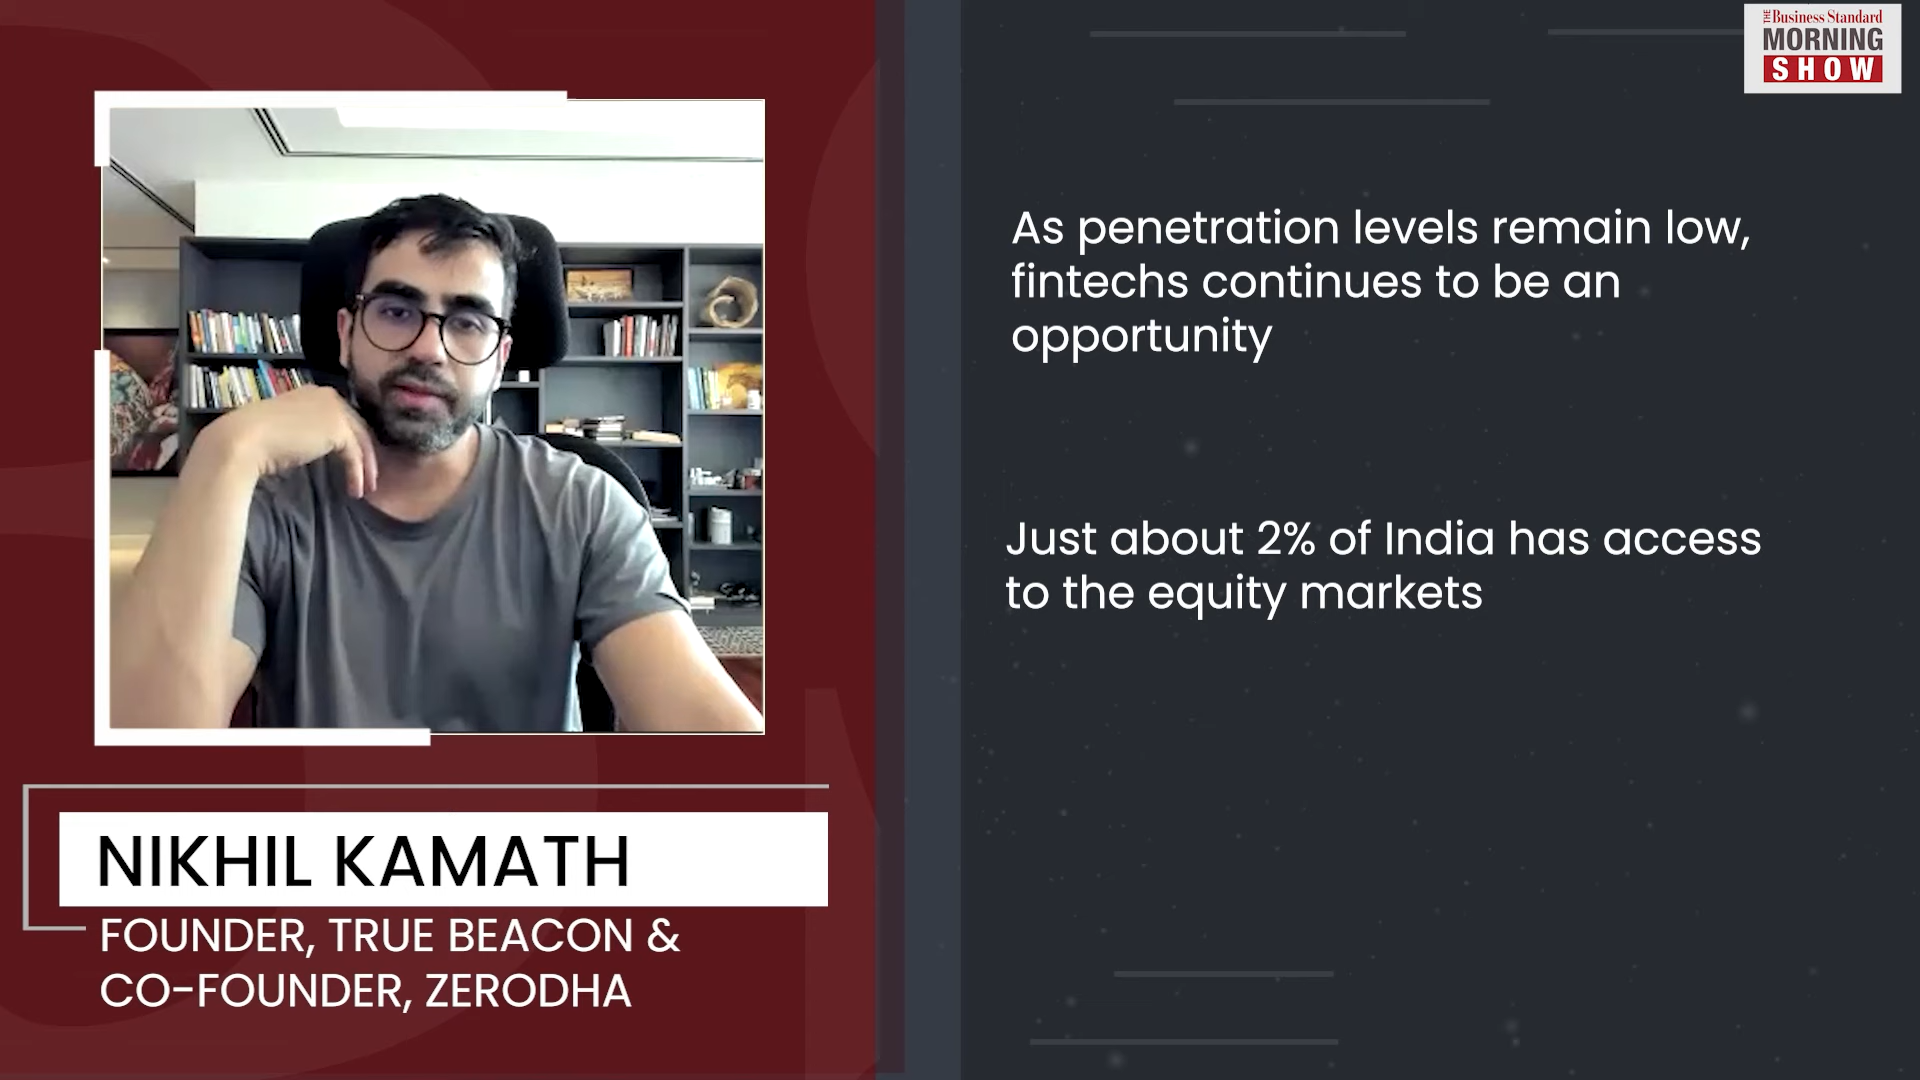 THE Business Standard
MORNING
SHOW
As penetration levels remain low,
fintechs continues to be an
opportunity
Just about 2% of India has access
to the equity markets
NIKHIL KAMATH
FOUNDER, TRUE BEACON &
CO-FOUNDER, ZERODHA